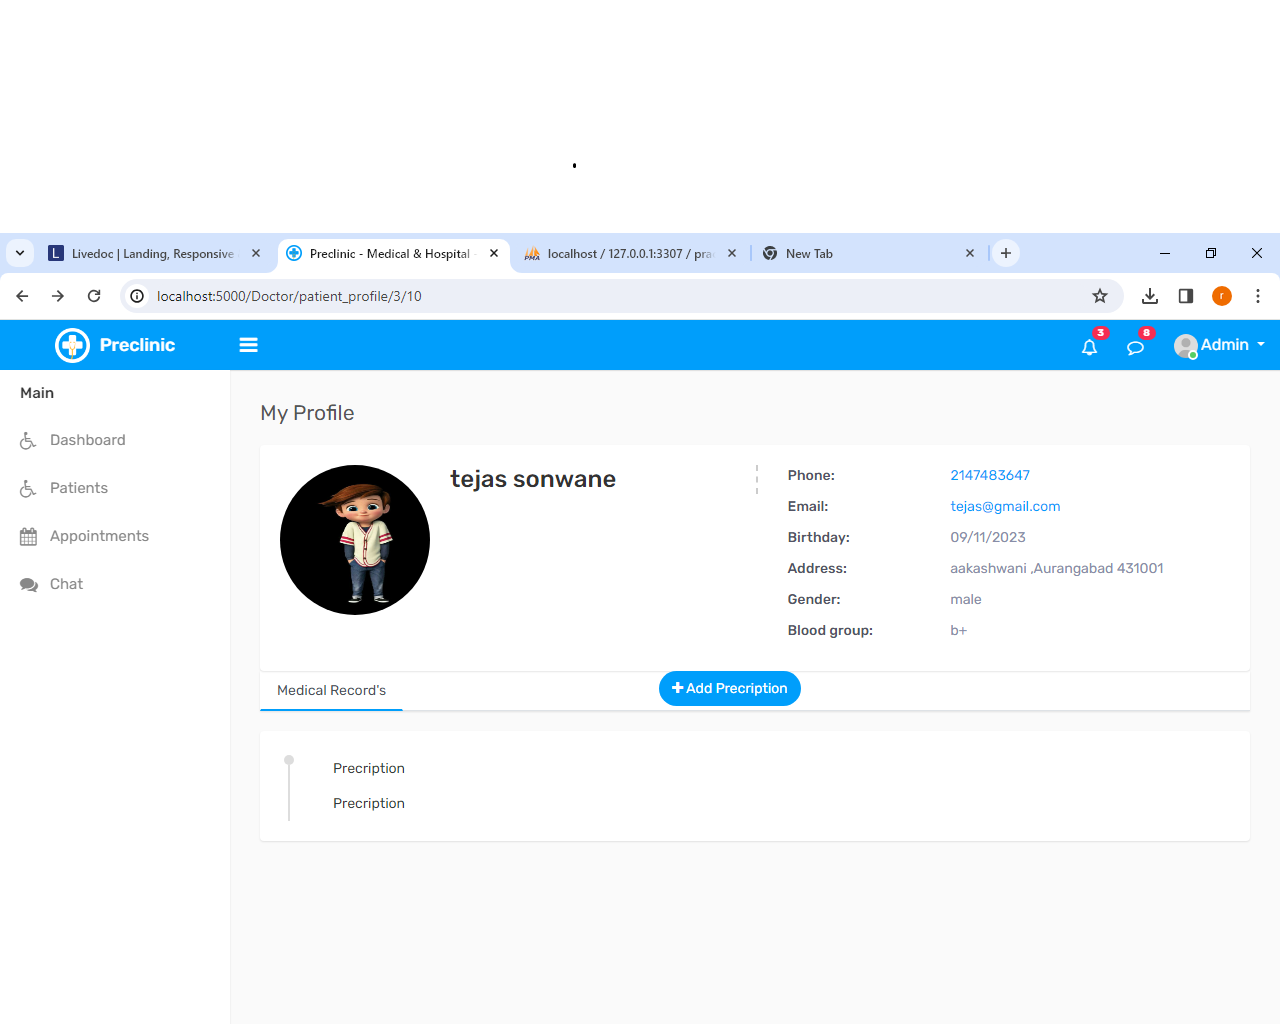 L Livedoc | Landing, Responsive
Preclinic - Medical & Hospital
PMA localhost / 127.0.0.1:3307 / pra
New Tab
localhost:5000/Doctor/patient_profile/3/10
r
Preclinic
3
8
Admin
Main
Dashboard
Patients
Appointments
Chat
My Profile
tejas sonwane
Phone: 2147483647
Email: tejas@gmail.com
Birthday: 09/11/2023
Address: aakashwani ,Aurangabad 431001
Gender: male
Blood group: b+
Medical Record's
Add Precription
Precription
Precription